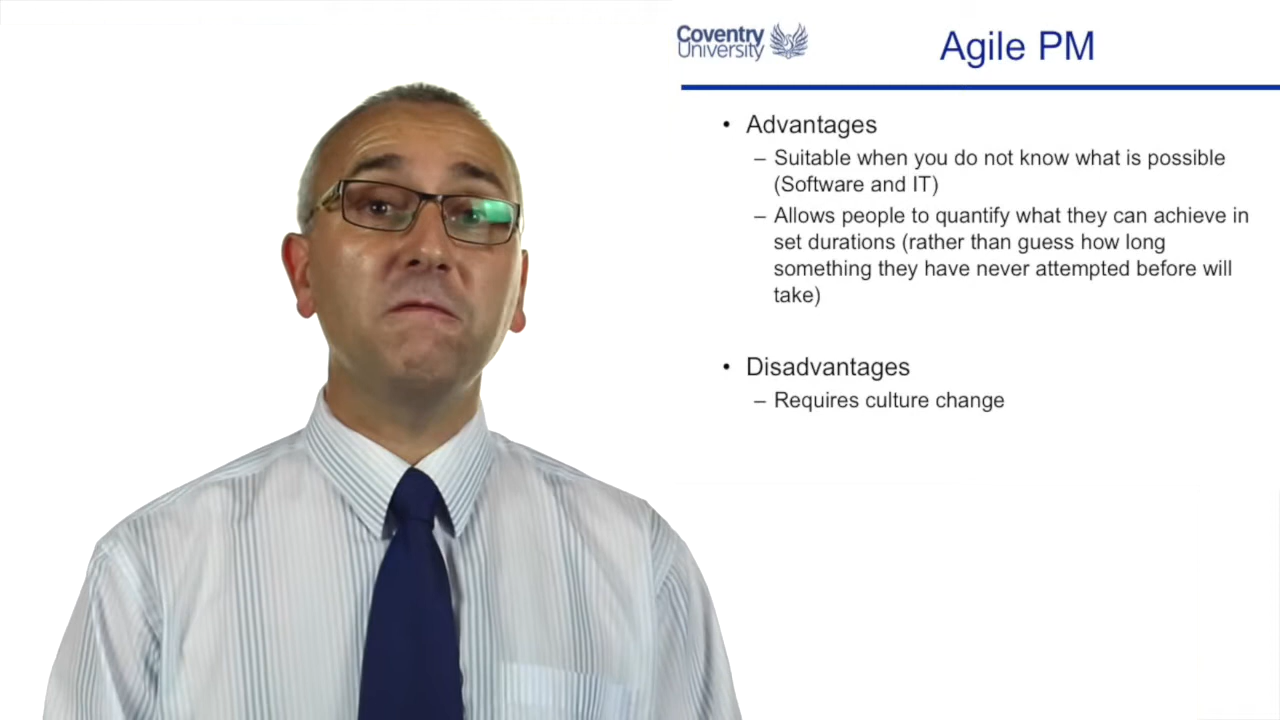 Coventry
University
Agile PM
• Advantages
– Suitable when you do not know what is possible
(Software and IT)
– Allows people to quantify what they can achieve in
set durations (rather than guess how long
something they have never attempted before will
take)
• Disadvantages
– Requires culture change